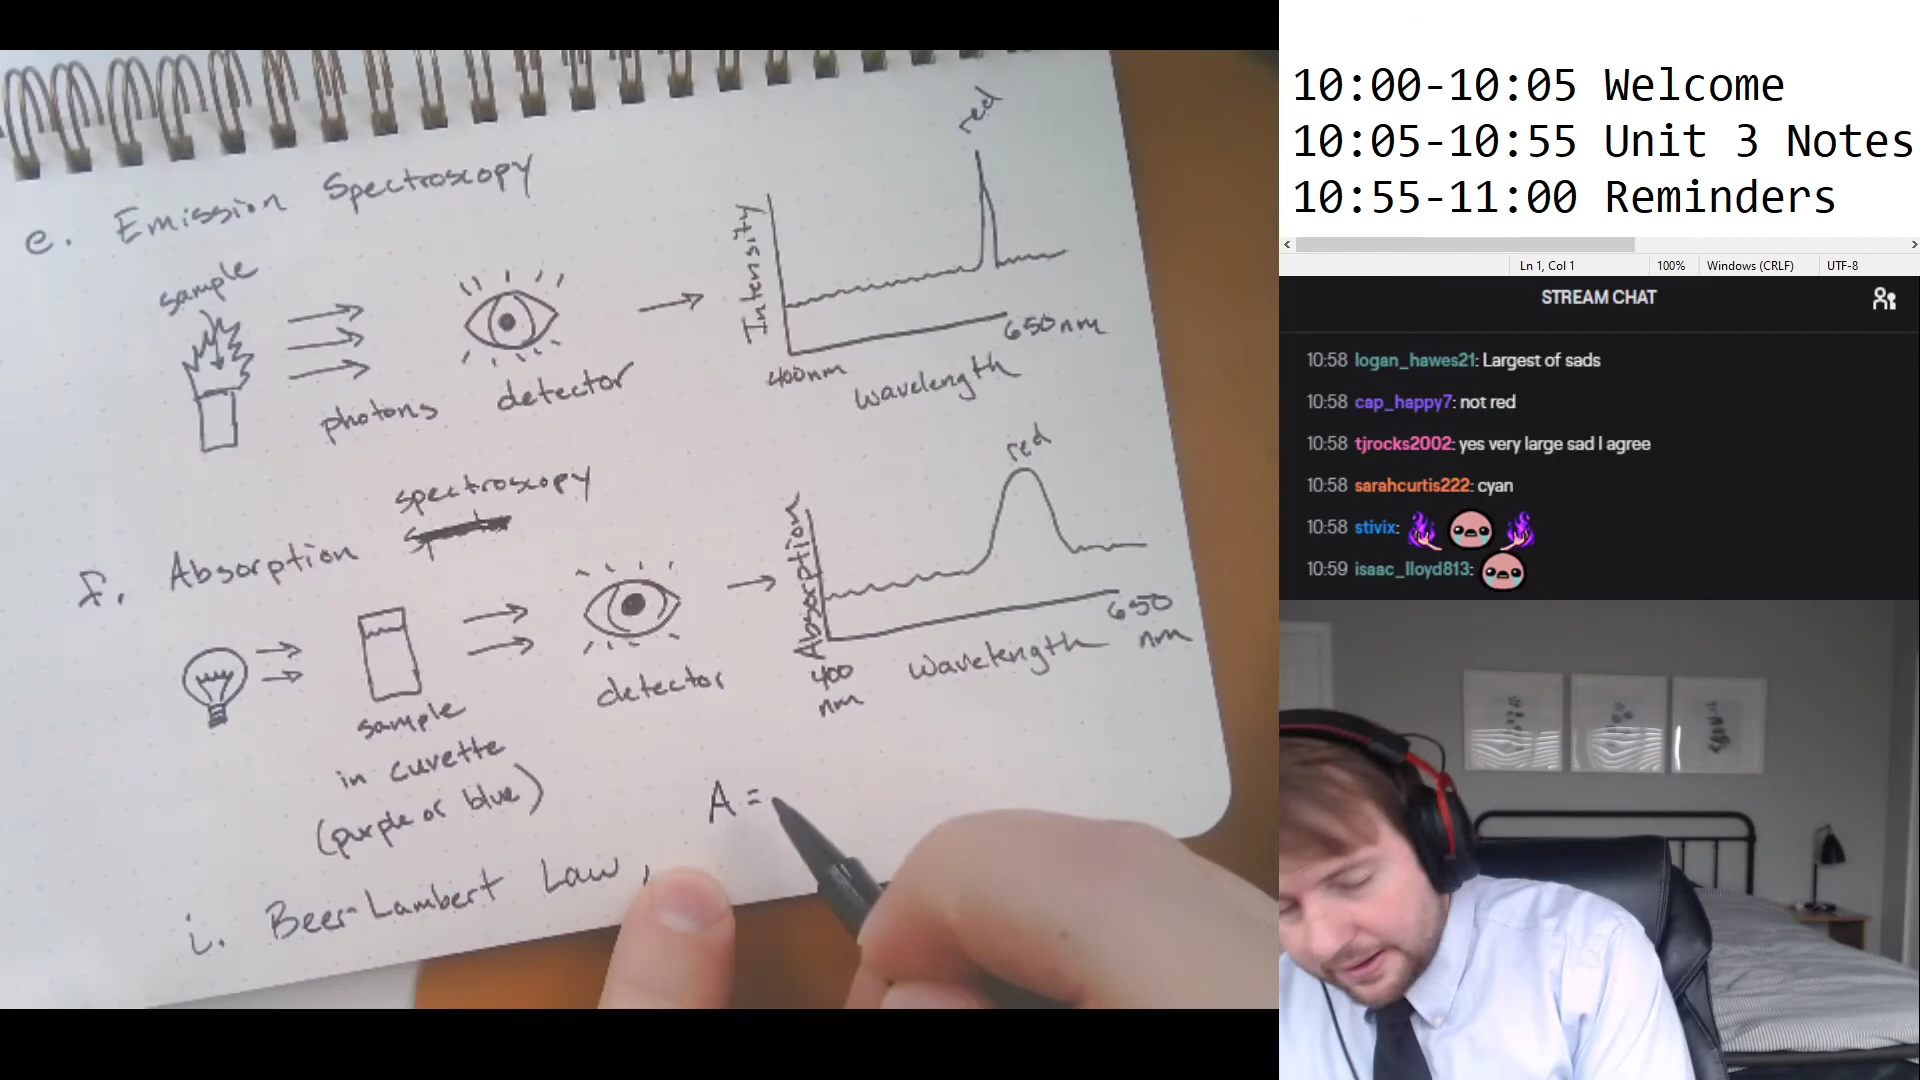 e. Emission Spectroscopy
sample
photons
detector
Intensity
red
400nm
650nm
wavelength
f. Absorption
spectroscopy
sample
in cuvette
(purple or blue)
detector
Absorption
red
400
nm
650
nm
wavelength
i. Beer-Lambert Law,
A =
10:00-10:05 Welcome
10:05-10:55 Unit 3 Notes
10:55-11:00 Reminders
Ln 1, Col 1
100%
Windows (CRLF)
UTF-8
STREAM CHAT
10:58 logan_hawes21: Largest of sads
10:58 cap_happy7: not red
10:58 tjrocks2002: yes very large sad I agree
10:58 sarahcurtis222: cyan
10:58 stivix:
10:59 isaac_lloyd813: